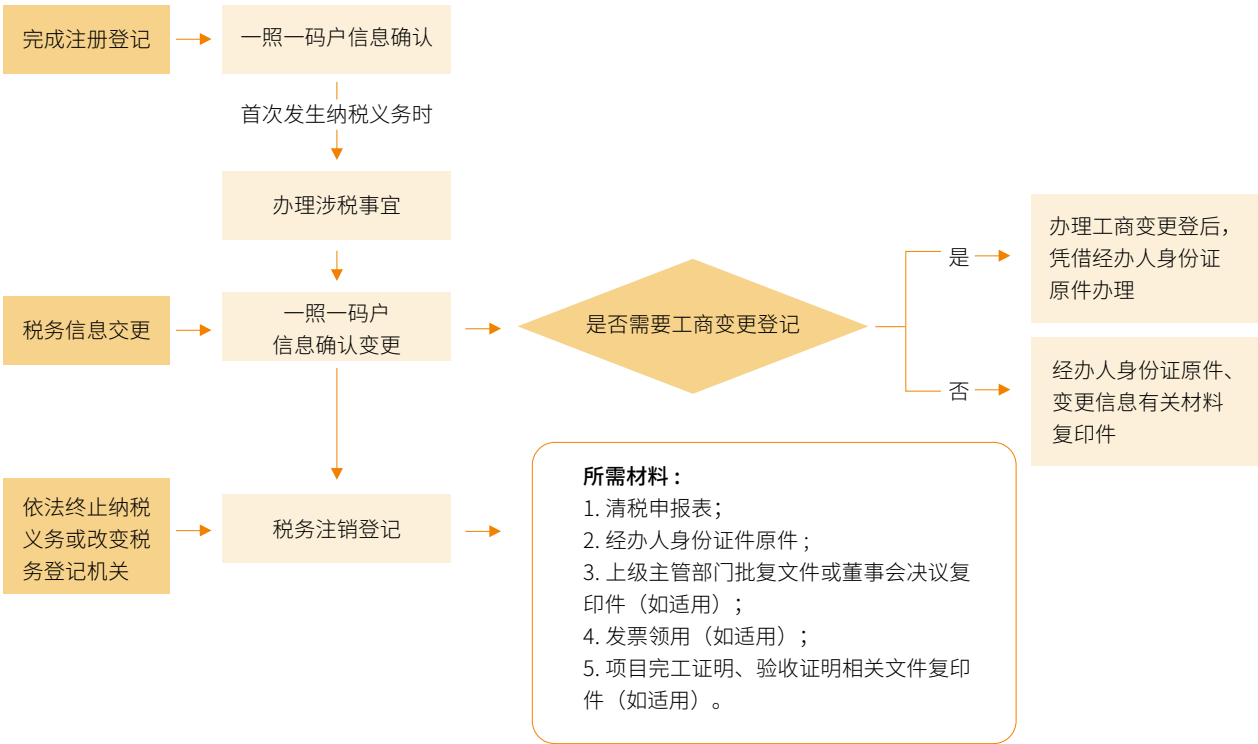 完成注册登记
一照一码户信息确认
首次发生纳税义务时
办理涉税事宜
税务信息交更
一照一码户
信息确认变更
是否需要工商变更登记
是
办理工商变更登后，
凭借经办人身份证
原件办理
否
经办人身份证原件、
变更信息有关材料
复印件
依法终止纳税
义务或改变税
务登记机关
税务注销登记
所需材料：
1. 清税申报表；
2. 经办人身份证件原件；
3. 上级主管部门批复文件或董事会决议复
印件（如适用）；
4. 发票领用（如适用）；
5. 项目完工证明、验收证明相关文件复印
件（如适用）。